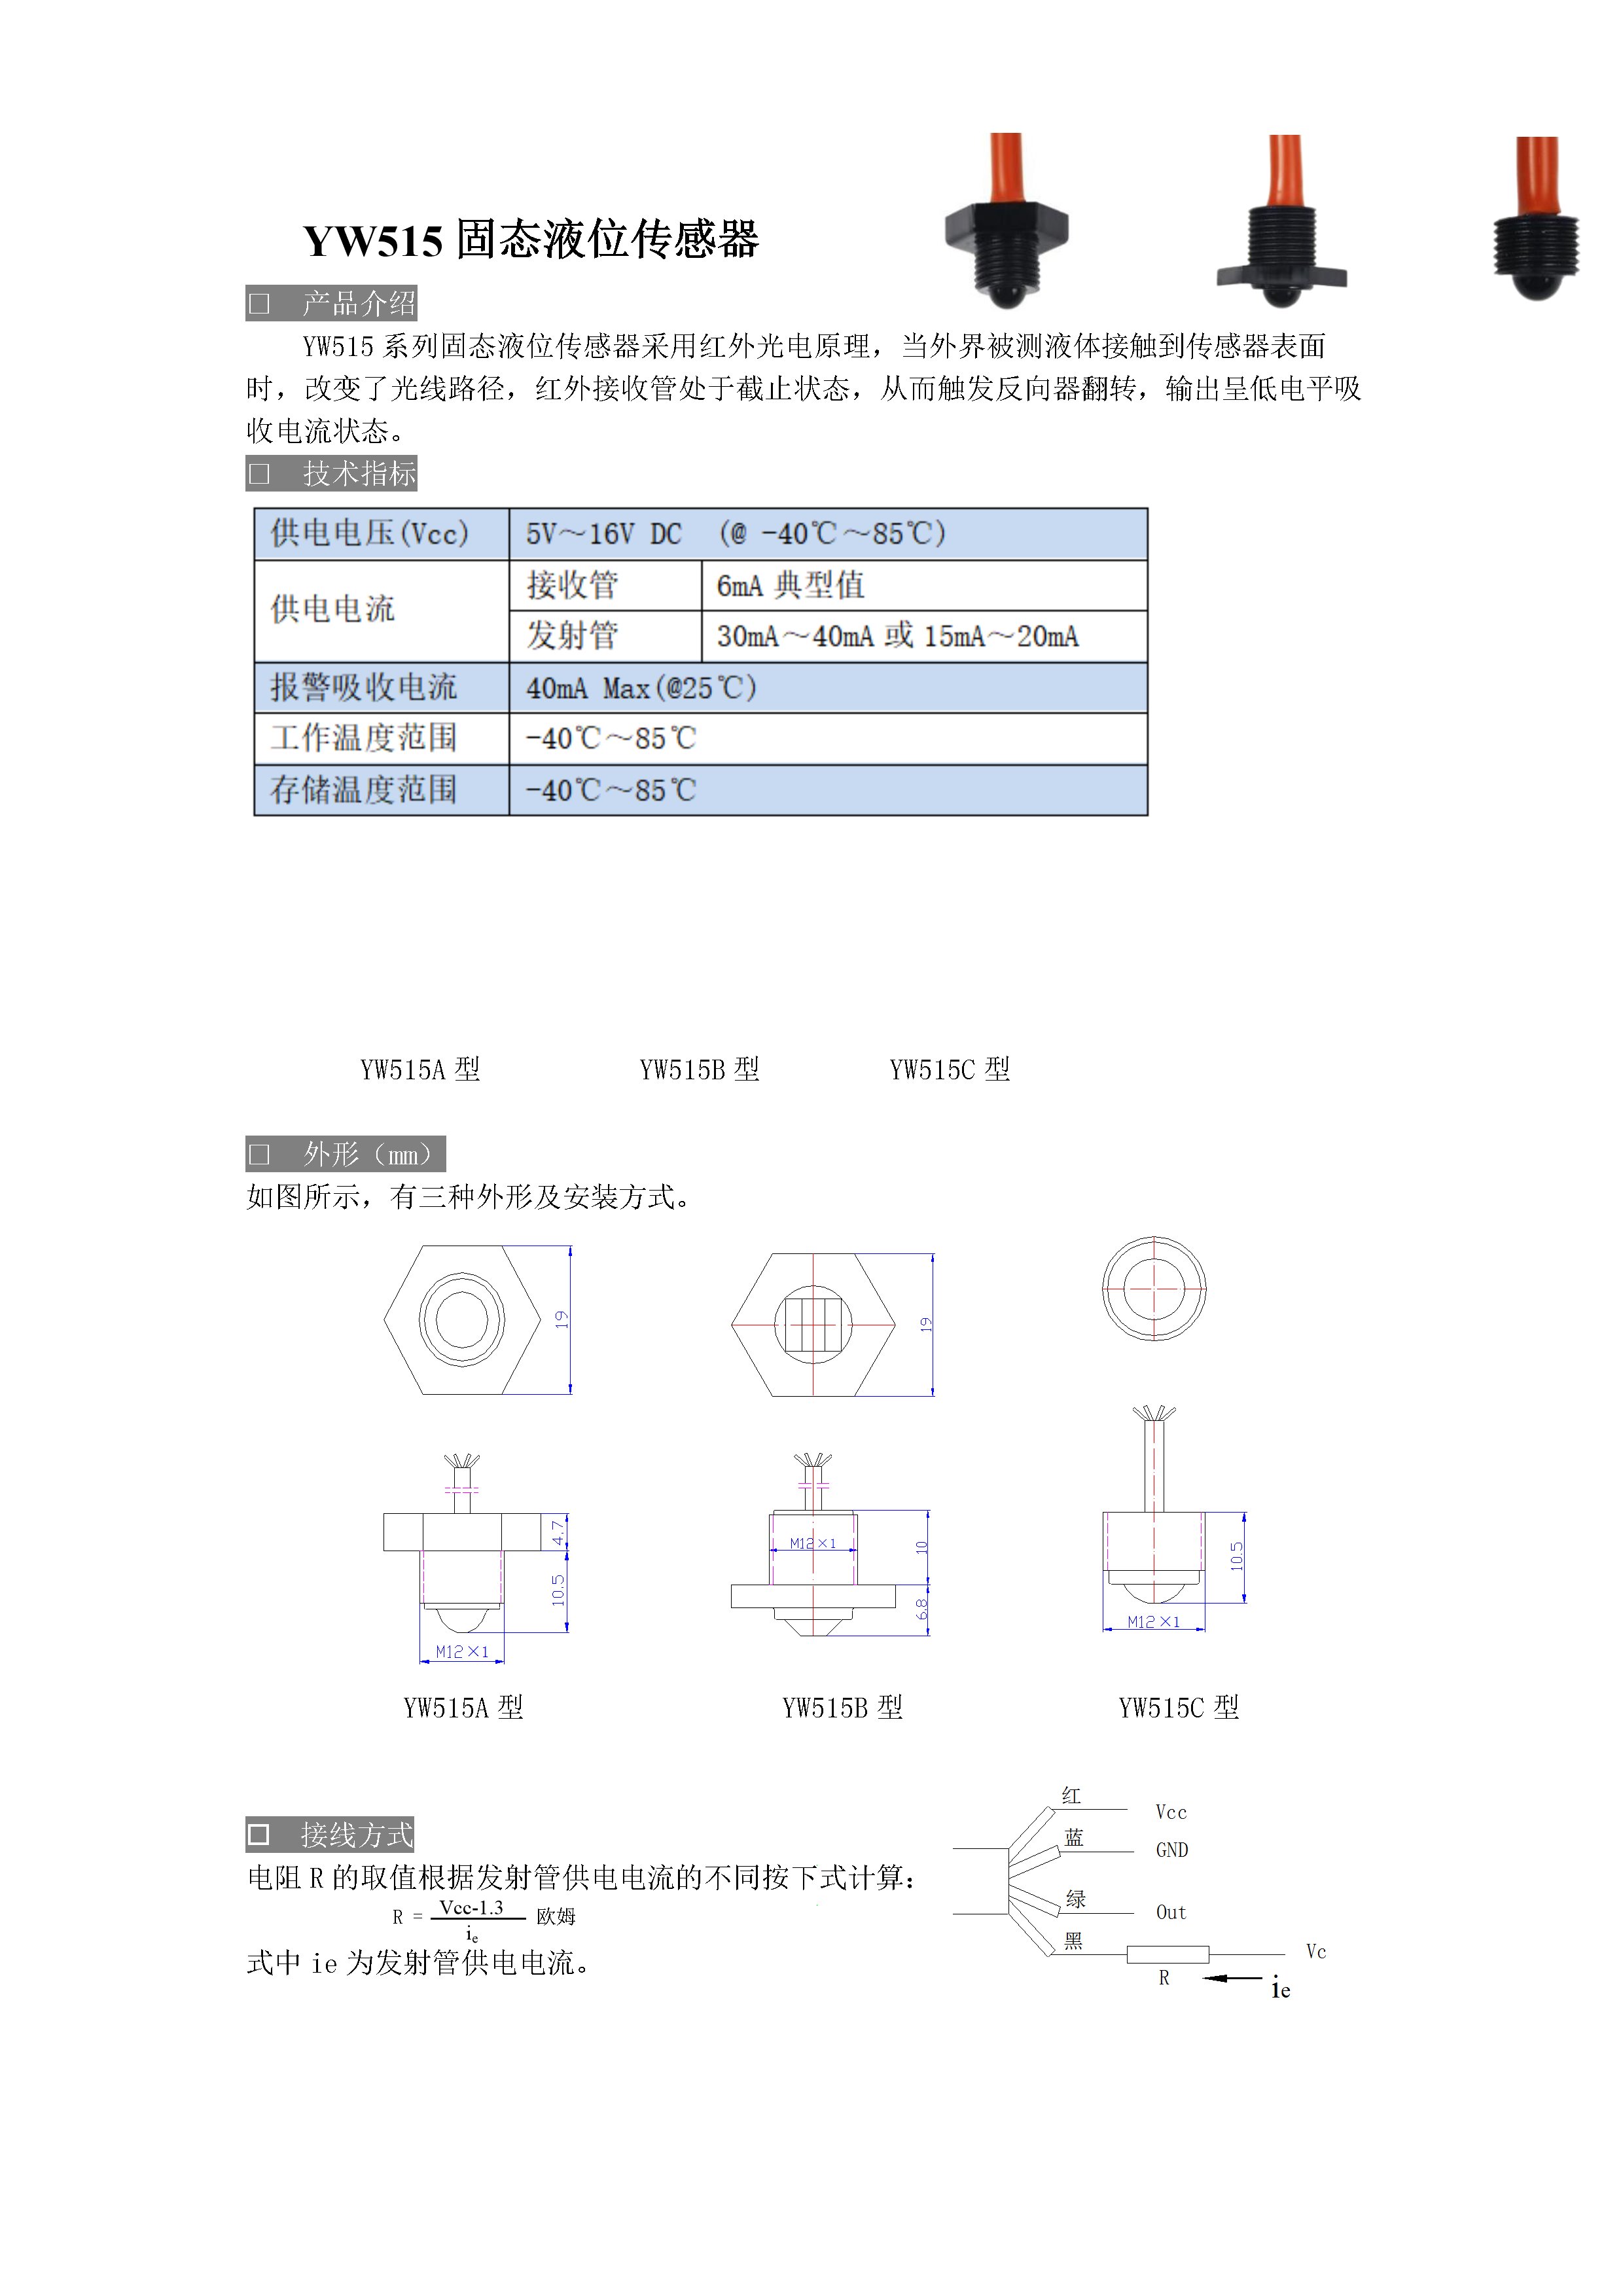 YW515 固态液位传感器
□ 产品介绍
YW515 系列固态液位传感器采用红外光电原理，当外界被测液体接触到传感器表面
时，改变了光线路径，红外接收管处于截止状态，从而触发反向器翻转，输出呈低电平吸
收电流状态。
□ 技术指标
供电电压(Vcc) 5V～16V DC (@ -40℃～85℃)
供电电流 接收管 6mA 典型值
发射管 30mA～40mA 或 15mA～20mA
报警吸收电流 40mA Max(@25℃)
工作温度范围 -40℃～85℃
存储温度范围 -40℃～85℃
YW515A 型 YW515B 型 YW515C 型
□ 外形（mm）
如图所示，有三种外形及安装方式。
19
19
4.7
10.5
M12×1
M12×1
10
6.8
10.5
M12×1
YW515A 型 YW515B 型 YW515C 型
□ 接线方式
电阻 R 的取值根据发射管供电电流的不同按下式计算：
R = Vcc-1.3 欧姆
ie
式中 ie 为发射管供电电流。
红 Vcc
蓝 GND
绿 Out
黑 Vc
R ie